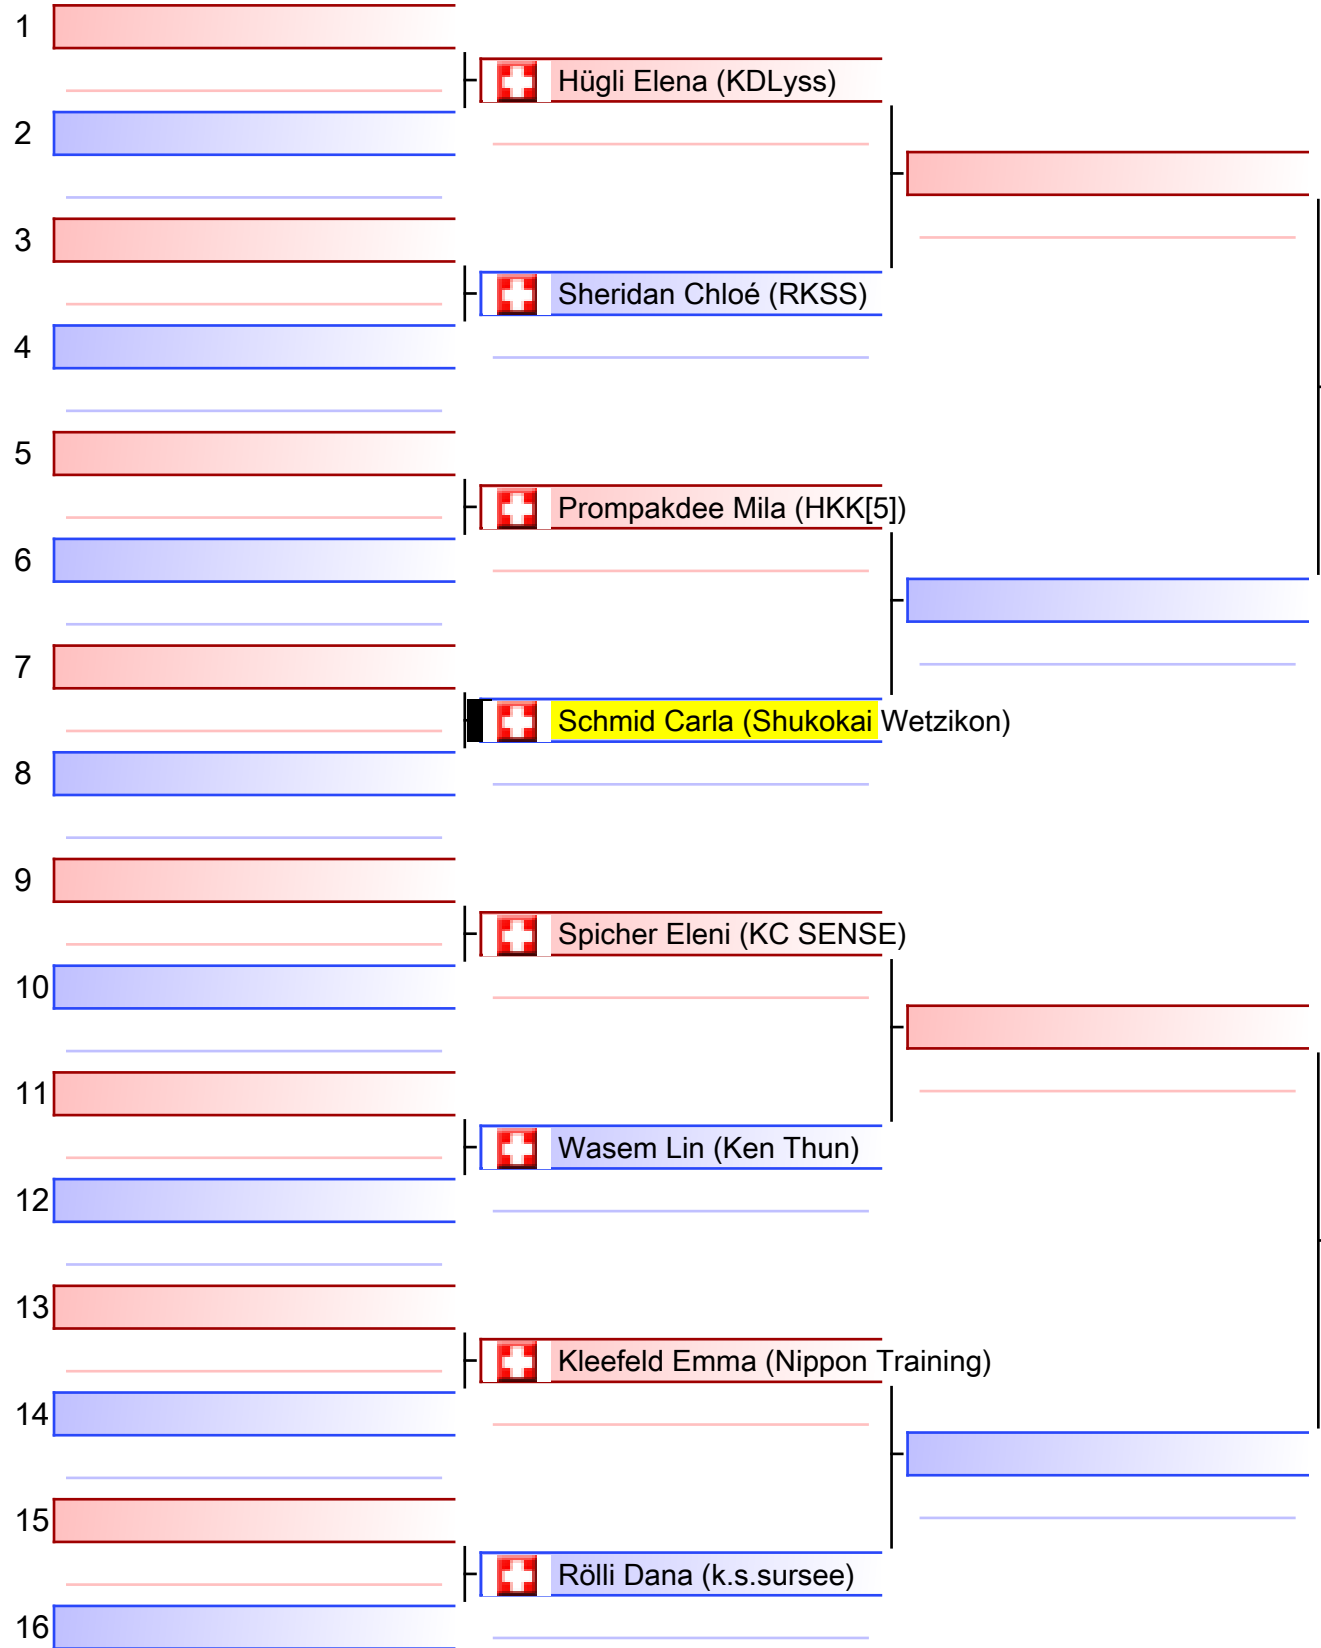 1
Hügli Elena (KDLyss)
2
3
Sheridan Chloé (RKSS)
4
5
Prompakdee Mila (HKK[5])
6
7
Schmid Carla (Shukokai Wetzikon)
8
9
Spicher Eleni (KC SENSE)
10
11
Wasem Lin (Ken Thun)
12
13
Kleefeld Emma (Nippon Training)
14
15
Rölli Dana (k.s.sursee)
16